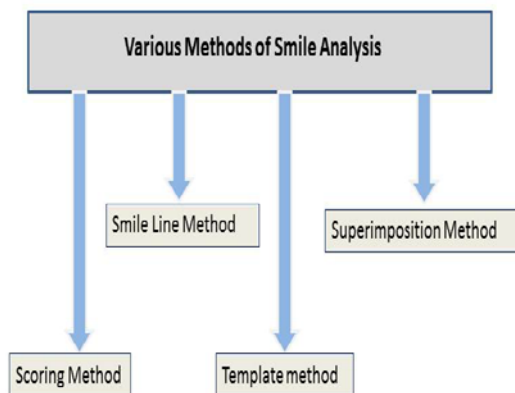 Various Methods of Smile Analysis
Smile Line Method
Superimposition Method
Scoring Method
Template method